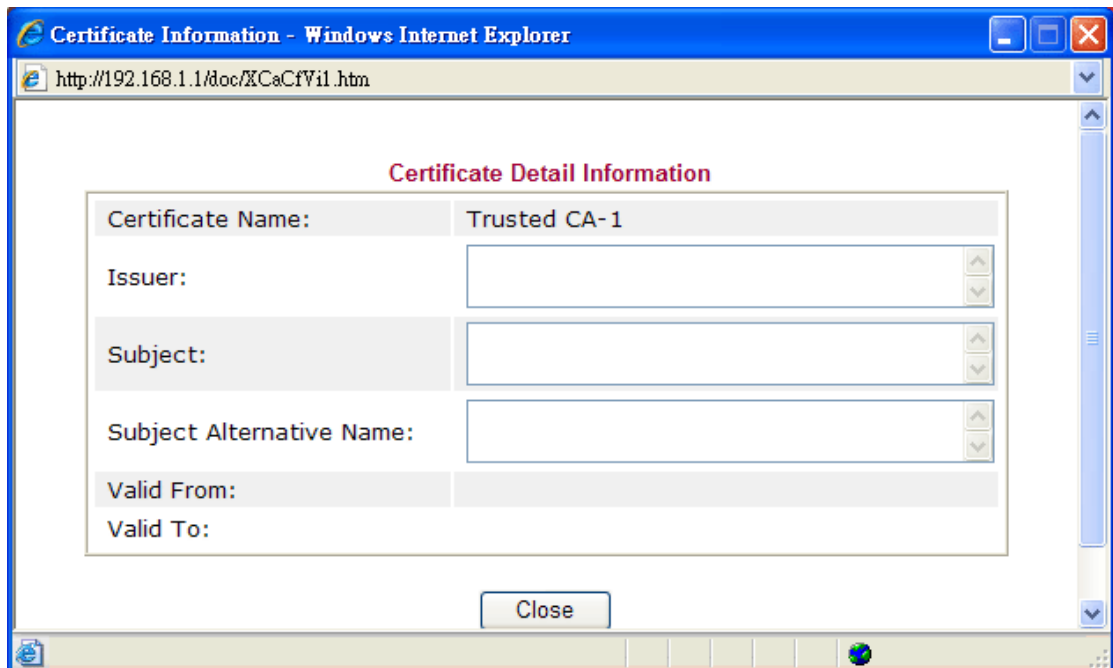 Certificate Information - Windows Internet Explorer
http://192.168.1.1/doc/XCaCfVi1.htm
Certificate Detail Information
Certificate Name: Trusted CA-1
Issuer:
Subject:
Subject Alternative Name:
Valid From:
Valid To:
Close